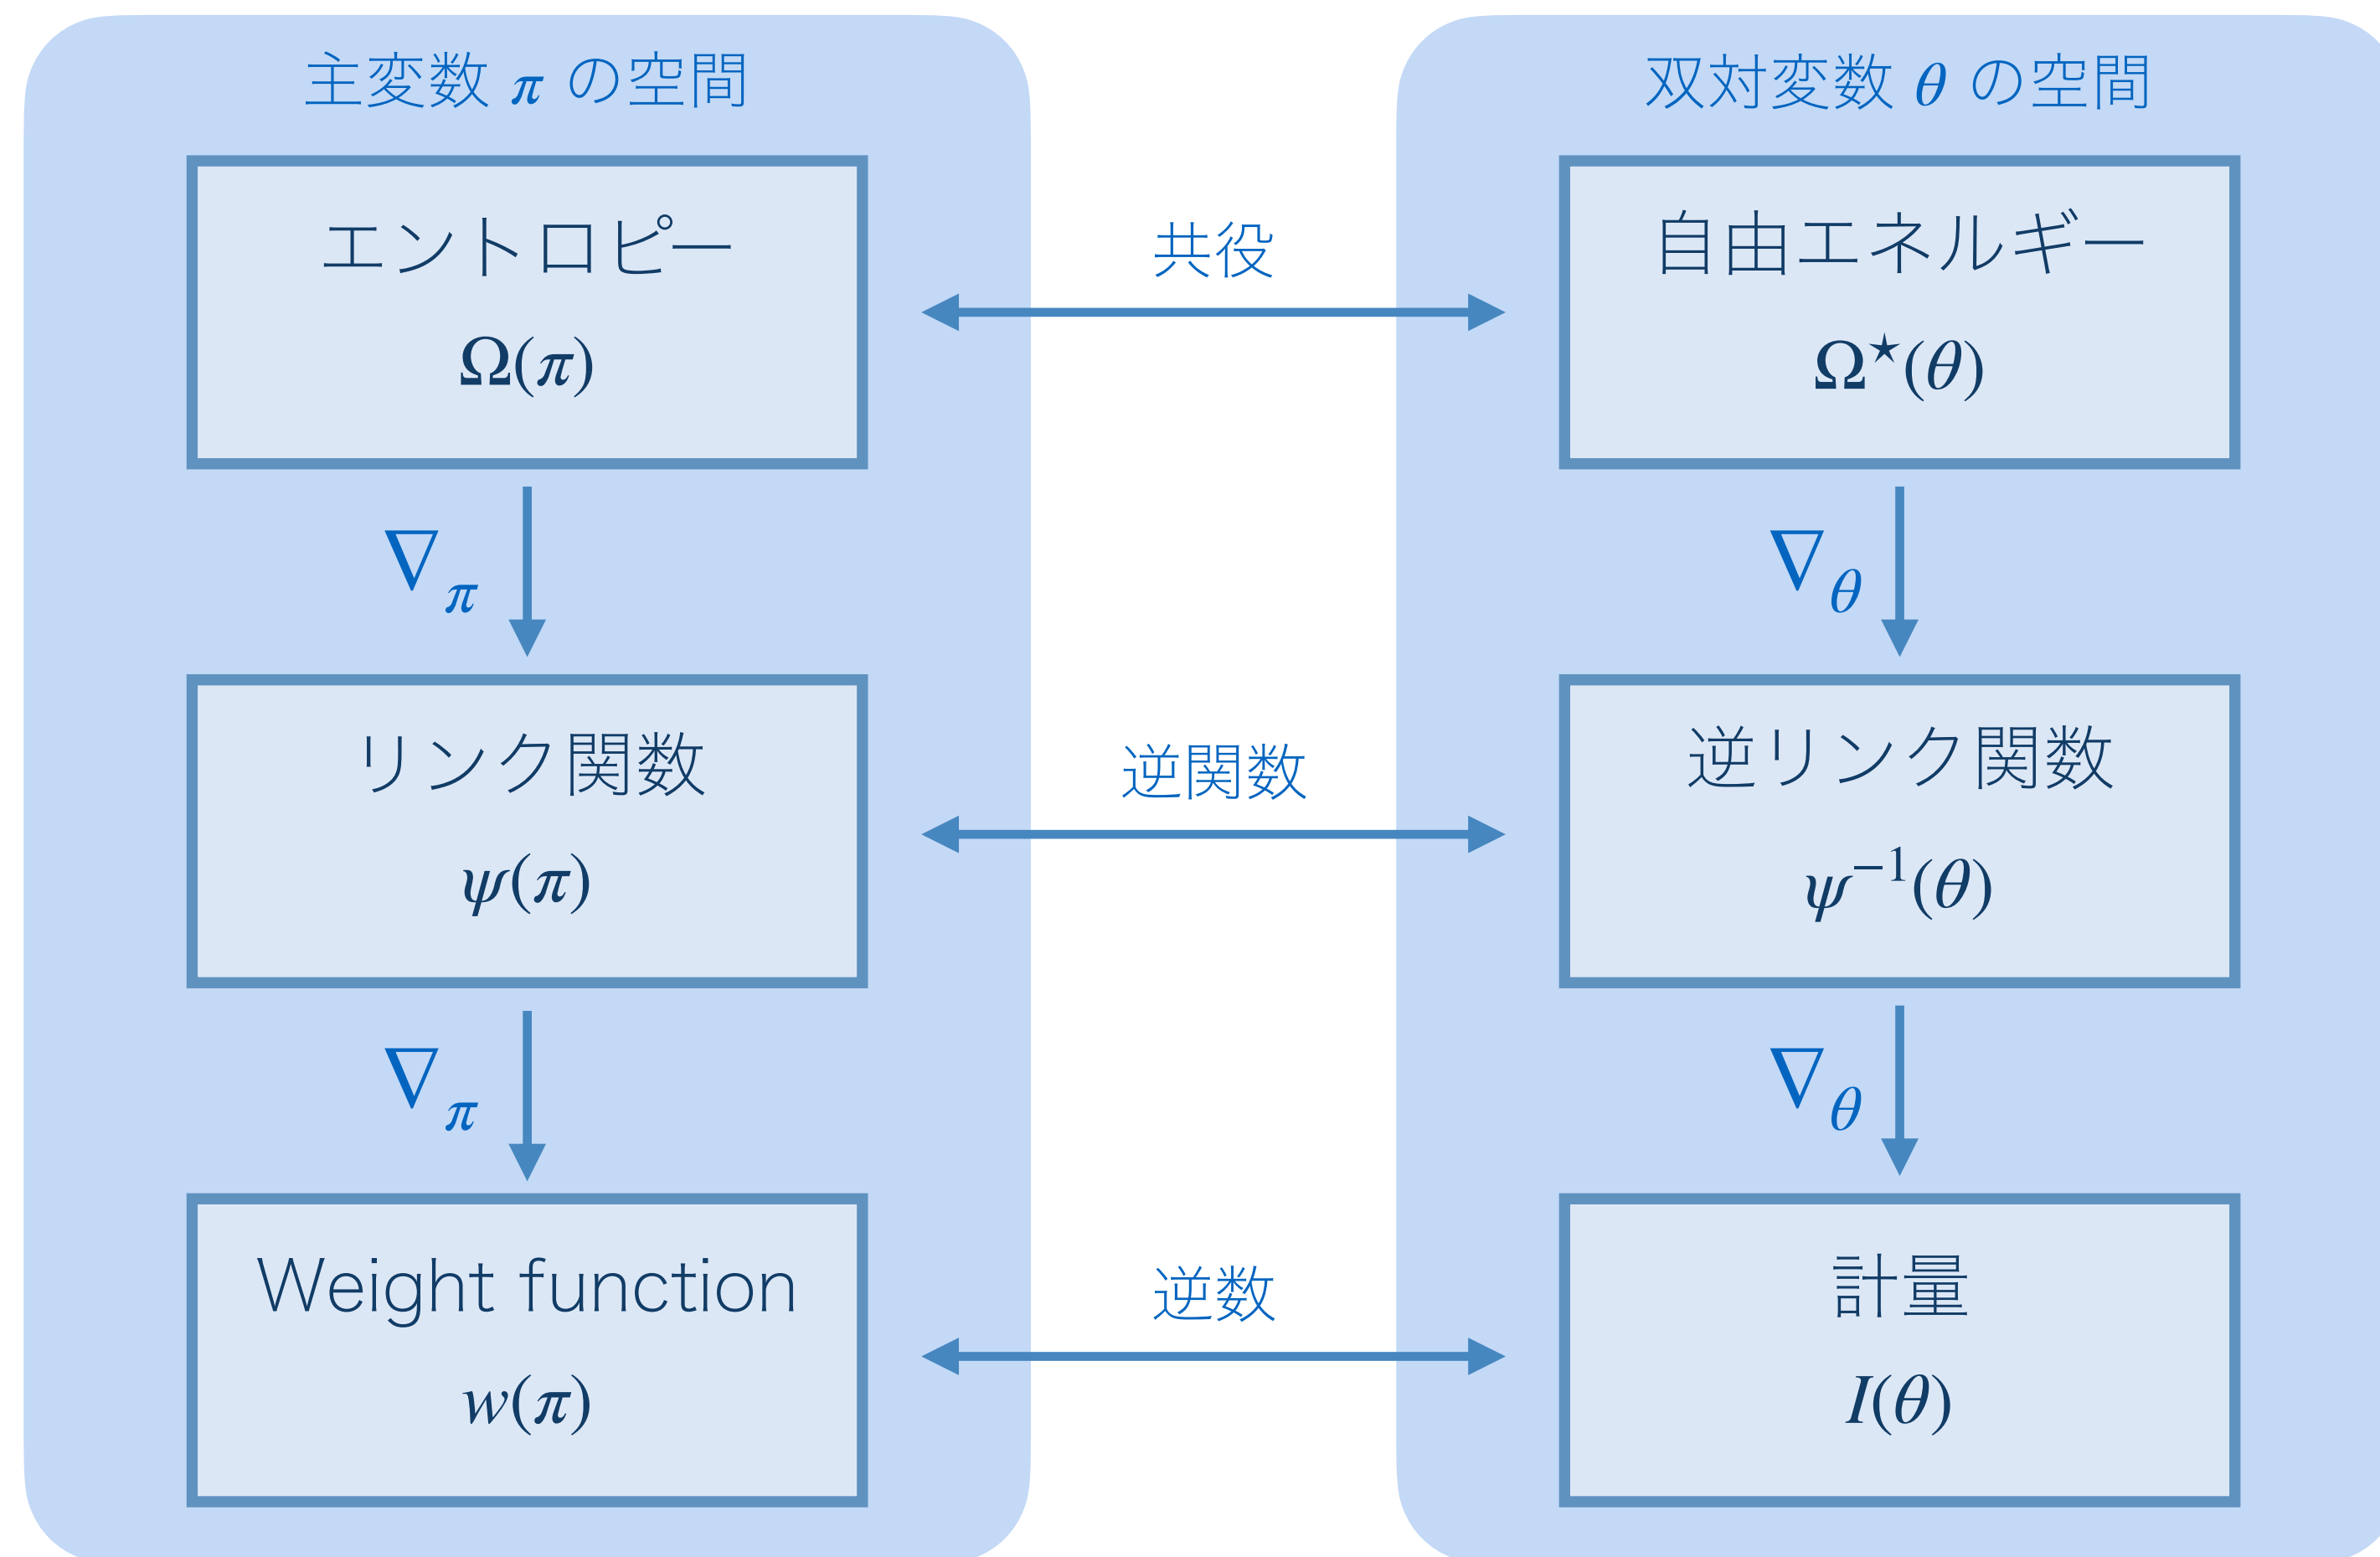 主変数 π の空間
双対変数 θ の空間
エントロピー
Ω(π)
共役
自由エネルギー
Ω★(θ)
∇π
∇θ
リンク関数
ψ(π)
逆関数
逆リンク関数
ψ⁻¹(θ)
∇π
∇θ
Weight function
w(π)
逆数
計量
I(θ)